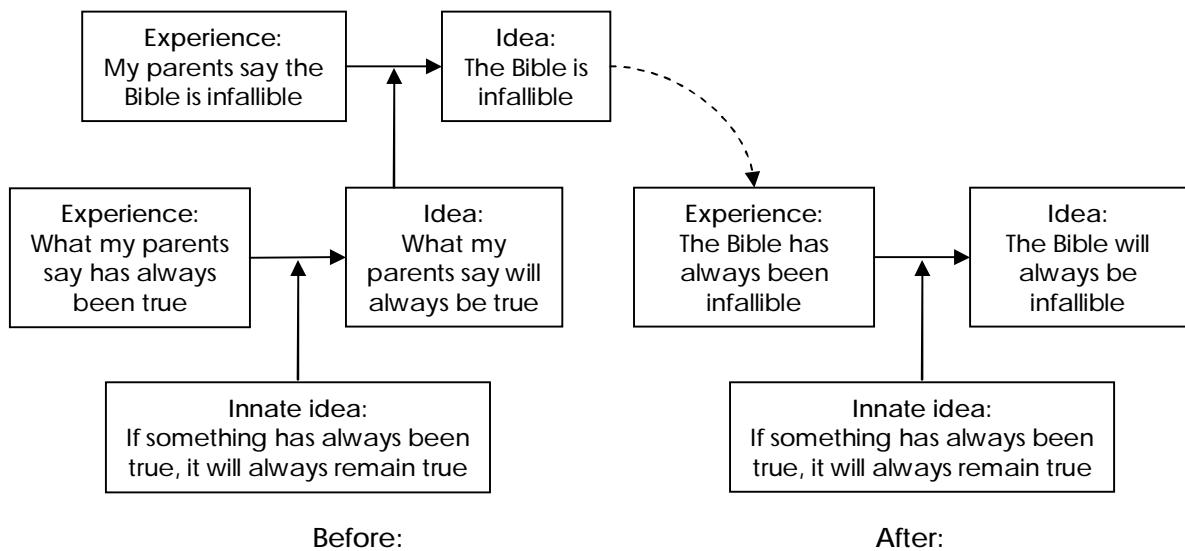 Experience:
My parents say the
Bible is infallible
Idea:
The Bible is
infallible
Experience:
What my parents
say has always
been true
Idea:
What my
parents say will
always be true
Experience:
The Bible has
always been
infallible
Idea:
The Bible will
always be
infallible
Innate idea:
If something has always been
true, it will always remain true
Innate idea:
If something has always been
true, it will always remain true
Before:
After: